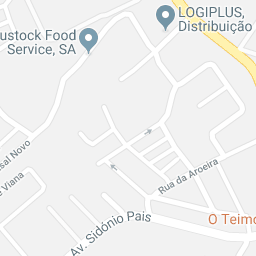 ustock Food
Service, SA
LOGIPLUS,
Distribuição
sal Novo
Viana
Rua da Aroeira
Av. Sidónio Pais
O Teimo